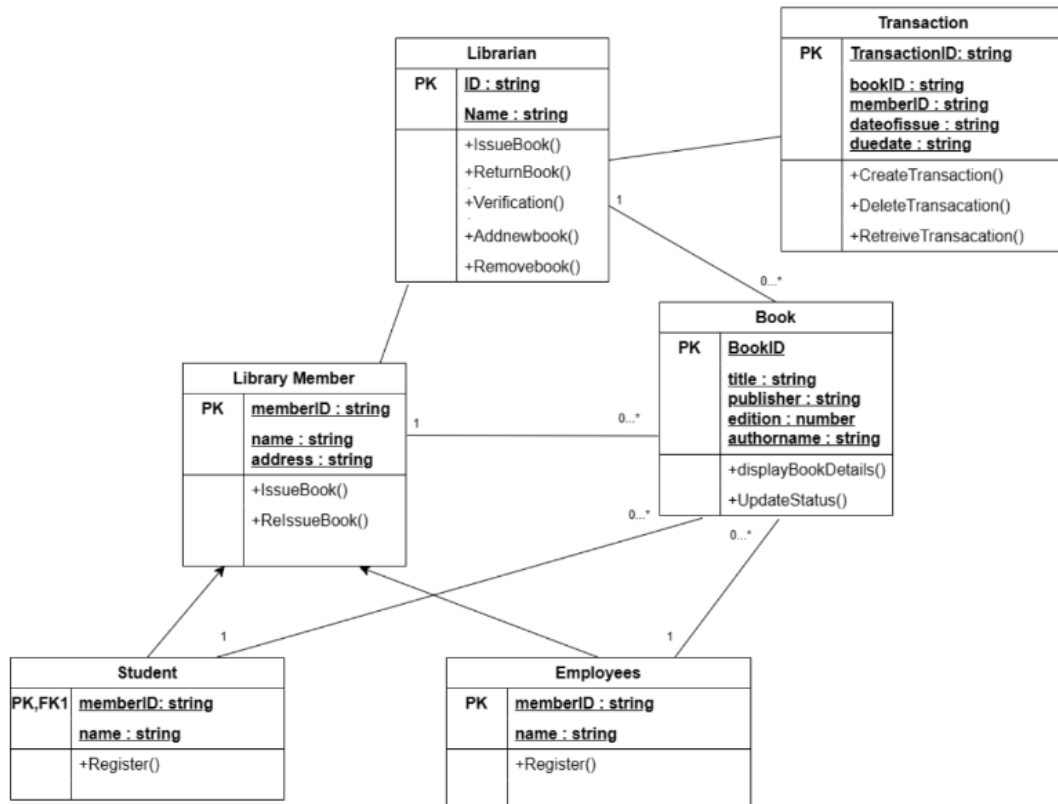 Transaction
PK
TransactionID: string
bookID : string
memberID : string
dateofissue : string
duedate : string
+CreateTransaction()
+DeleteTransacation()
+RetreiveTransacation()
Librarian
PK
ID : string
Name : string
+IssueBook()
+ReturnBook()
+Verification()
+Addnewbook()
+Removebook()
1
0...*
Book
PK
BookID
title : string
publisher : string
edition : number
authorname : string
+displayBookDetails()
+UpdateStatus()
Library Member
PK
memberID : string
name : string
address : string
+IssueBook()
+ReIssueBook()
1
0...*
0...*
0...*
1
1
Student
PK,FK1
memberID: string
name : string
+Register()
Employees
PK
memberID : string
name : string
+Register()